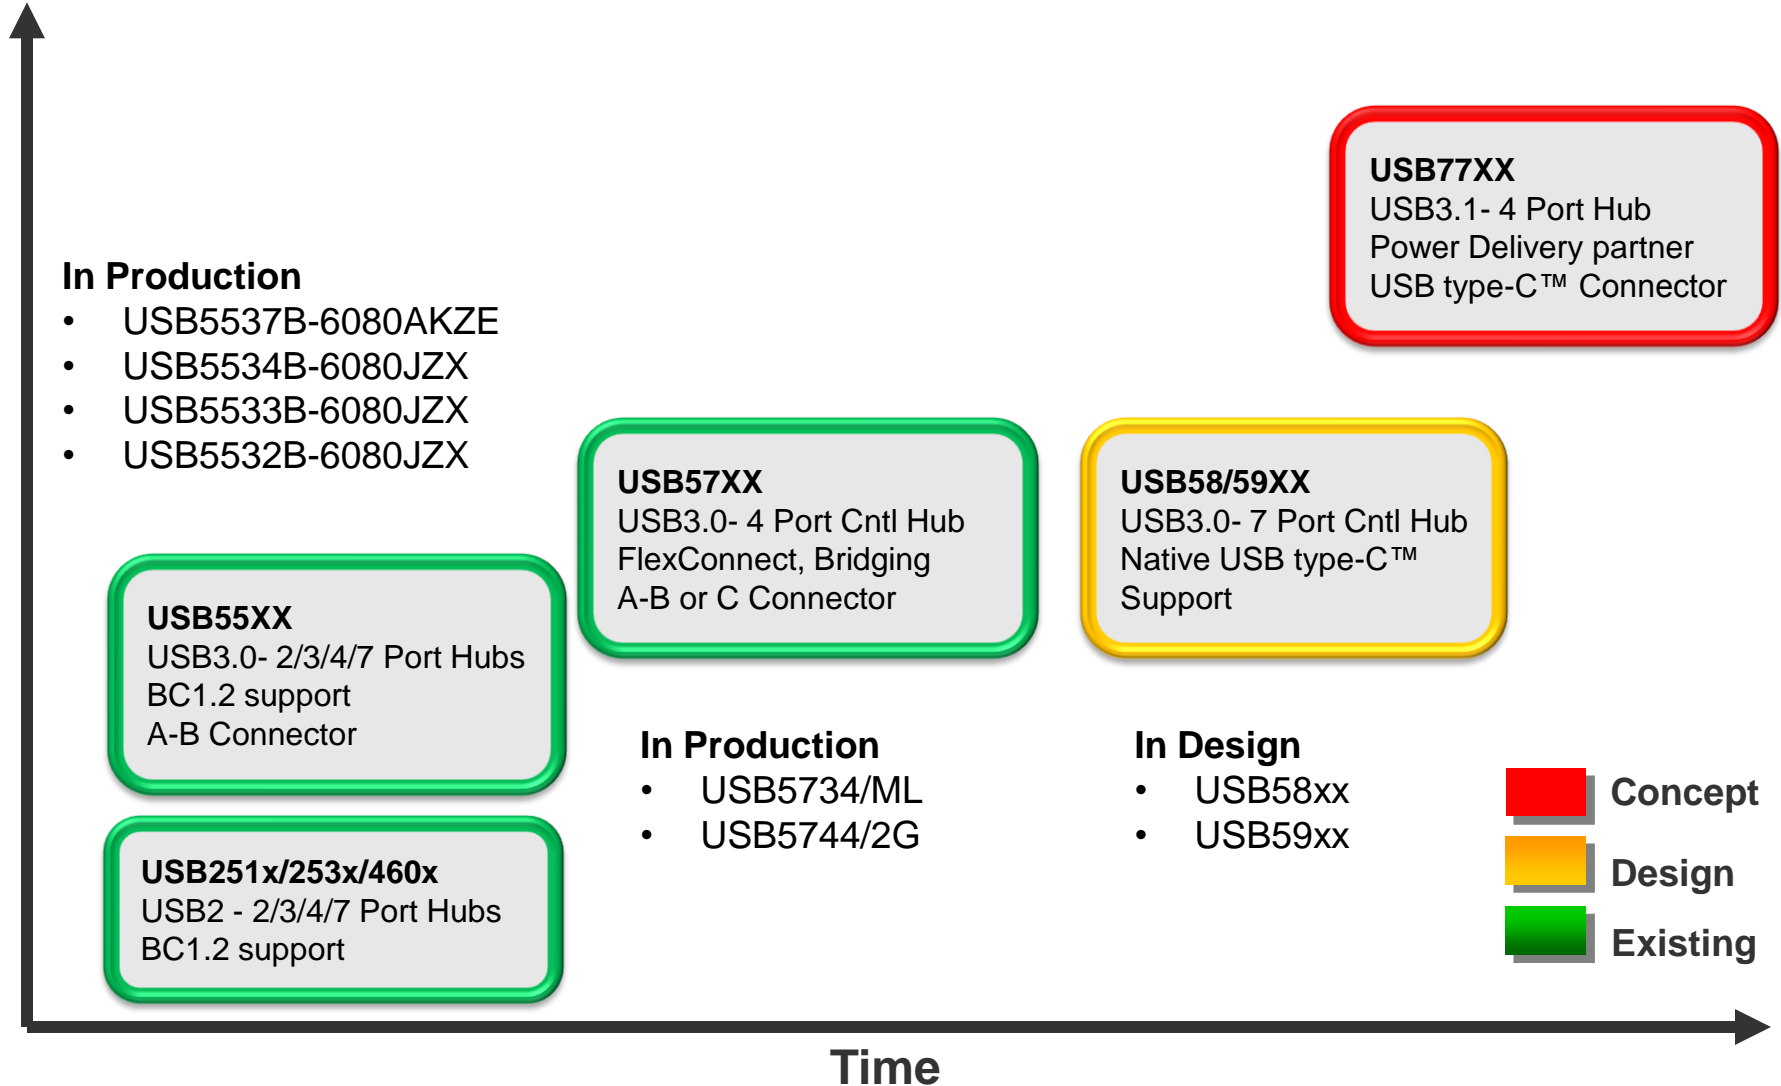 USB77XX
USB3.1- 4 Port Hub
Power Delivery partner
USB type-C™ Connector
In Production
• USB5537B-6080AKZE
• USB5534B-6080JZX
• USB5533B-6080JZX
• USB5532B-6080JZX
USB57XX
USB3.0- 4 Port Cntl Hub
FlexConnect, Bridging
A-B or C Connector
USB58/59XX
USB3.0- 7 Port Cntl Hub
Native USB type-C™
Support
USB55XX
USB3.0- 2/3/4/7 Port Hubs
BC1.2 support
A-B Connector
In Production
• USB5734/ML
• USB5744/2G
In Design
• USB58xx
• USB59xx
USB251x/253x/460x
USB2 - 2/3/4/7 Port Hubs
BC1.2 support
Concept
Design
Existing
Time